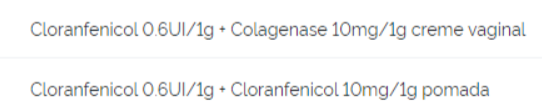 Cloranfenicol 0.6UI/1g + Colagenase 10mg/1g creme vaginal
Cloranfenicol 0.6UI/1g + Cloranfenicol 10mg/1g pomada